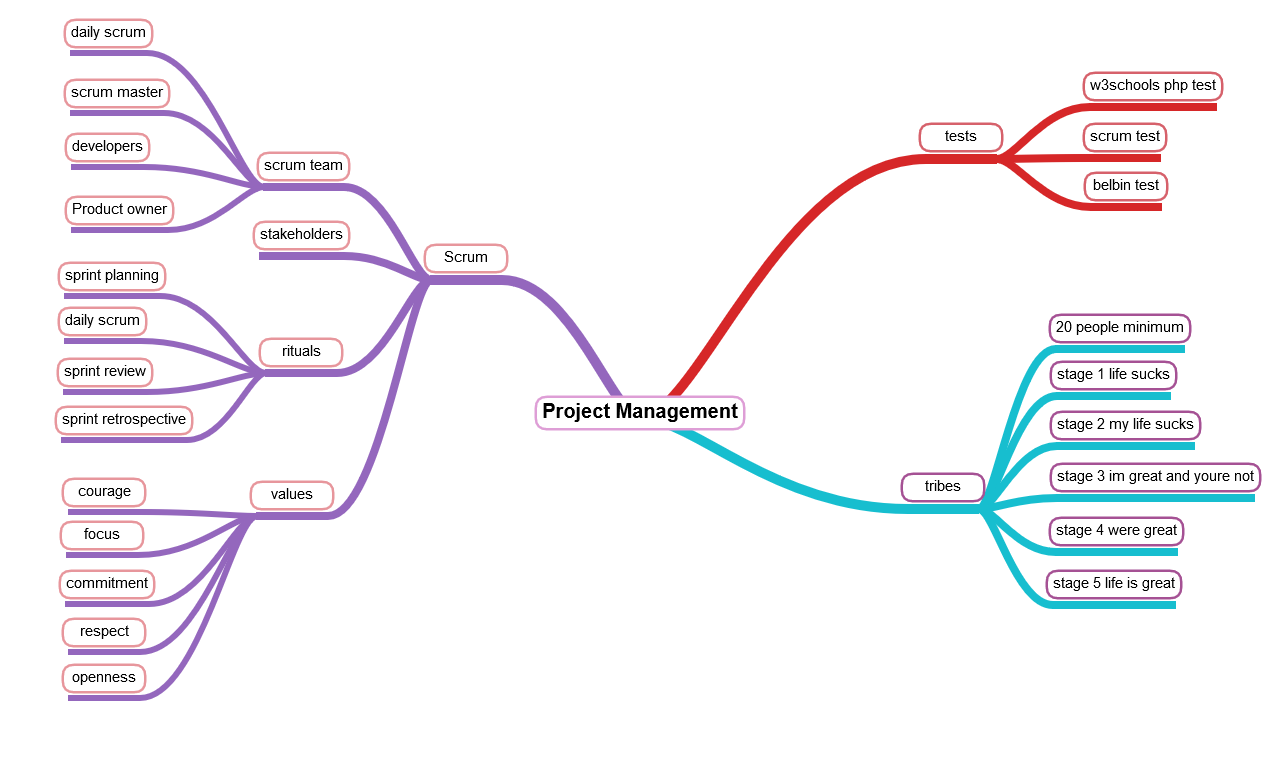 Project Management
Scrum
scrum team
daily scrum
scrum master
developers
Product owner
stakeholders
rituals
sprint planning
daily scrum
sprint review
sprint retrospective
values
courage
focus
commitment
respect
openness
tests
w3schools php test
scrum test
belbin test
tribes
20 people minimum
stage 1 life sucks
stage 2 my life sucks
stage 3 im great and youre not
stage 4 were great
stage 5 life is great